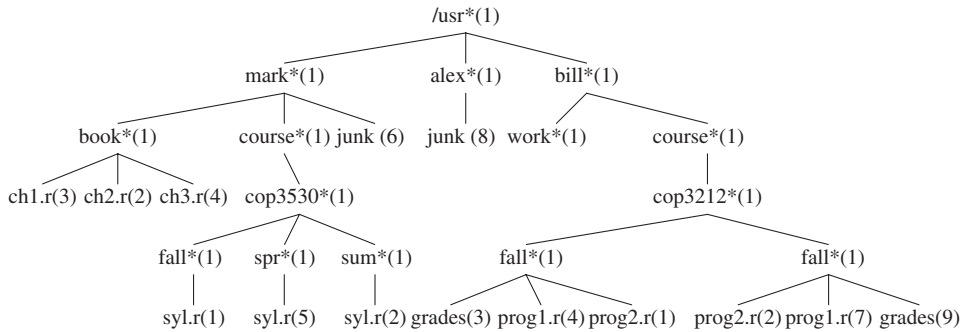 /usr*(1)
mark*(1) alex*(1) bill*(1)
book*(1) course*(1) junk (6) junk (8) work*(1) course*(1)
ch1.r(3) ch2.r(2) ch3.r(4) cop3530*(1) cop3212*(1)
fall*(1) spr*(1) sum*(1) fall*(1) fall*(1)
syl.r(1) syl.r(5) syl.r(2) grades(3) prog1.r(4) prog2.r(1) prog2.r(2) prog1.r(7) grades(9)